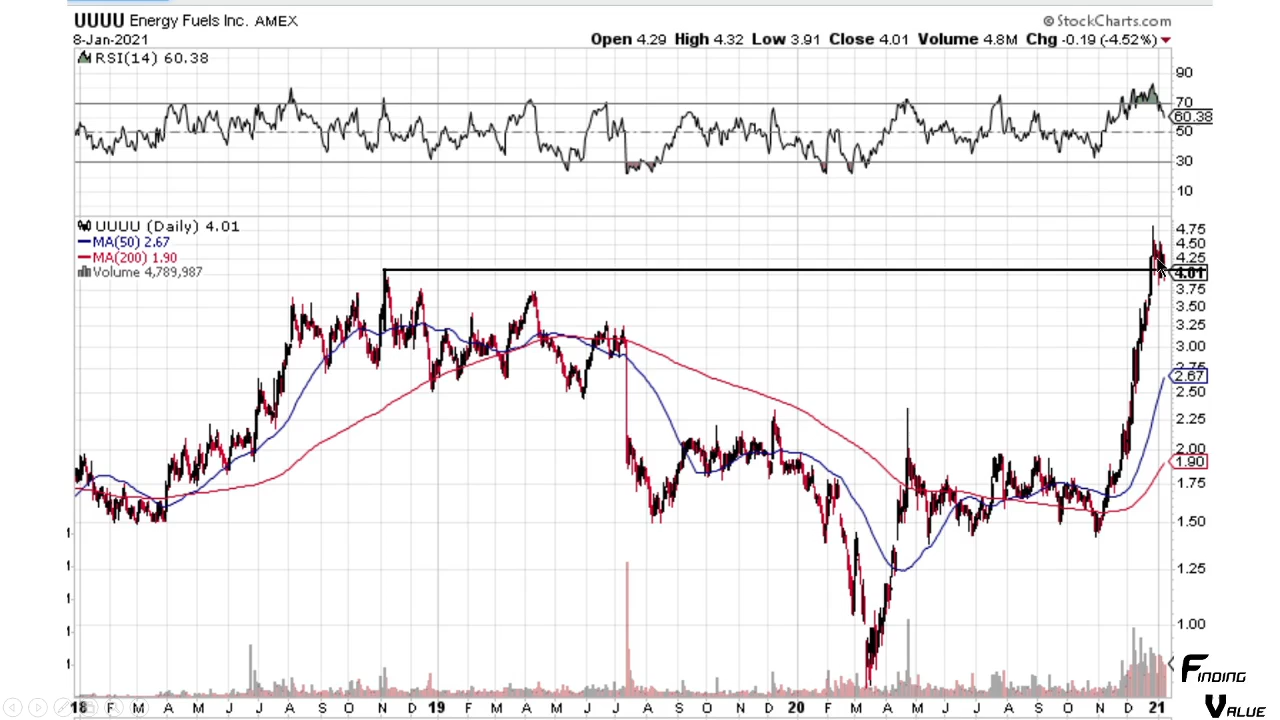 UUUU Energy Fuels Inc. AMEX
© StockCharts.com
8-Jan-2021
Open 4.29 High 4.32 Low 3.91 Close 4.01 Volume 4.8M Chg -0.19 (-4.52%)
RSI(14) 60.38
90
70
60.38
50
30
10
UUUU (Daily) 4.01
MA(50) 2.67
MA(200) 1.90
Volume 4,789,987
4.75
4.50
4.25
4.01
3.75
3.50
3.25
3.00
2.75
2.67
2.50
2.25
2.00
1.90
1.75
1.50
1.25
1.00
18 F M A M J J A S O N D 19 F M A M J J A S O N D 20 F M A M J J A S O N D 21
Finding
Value